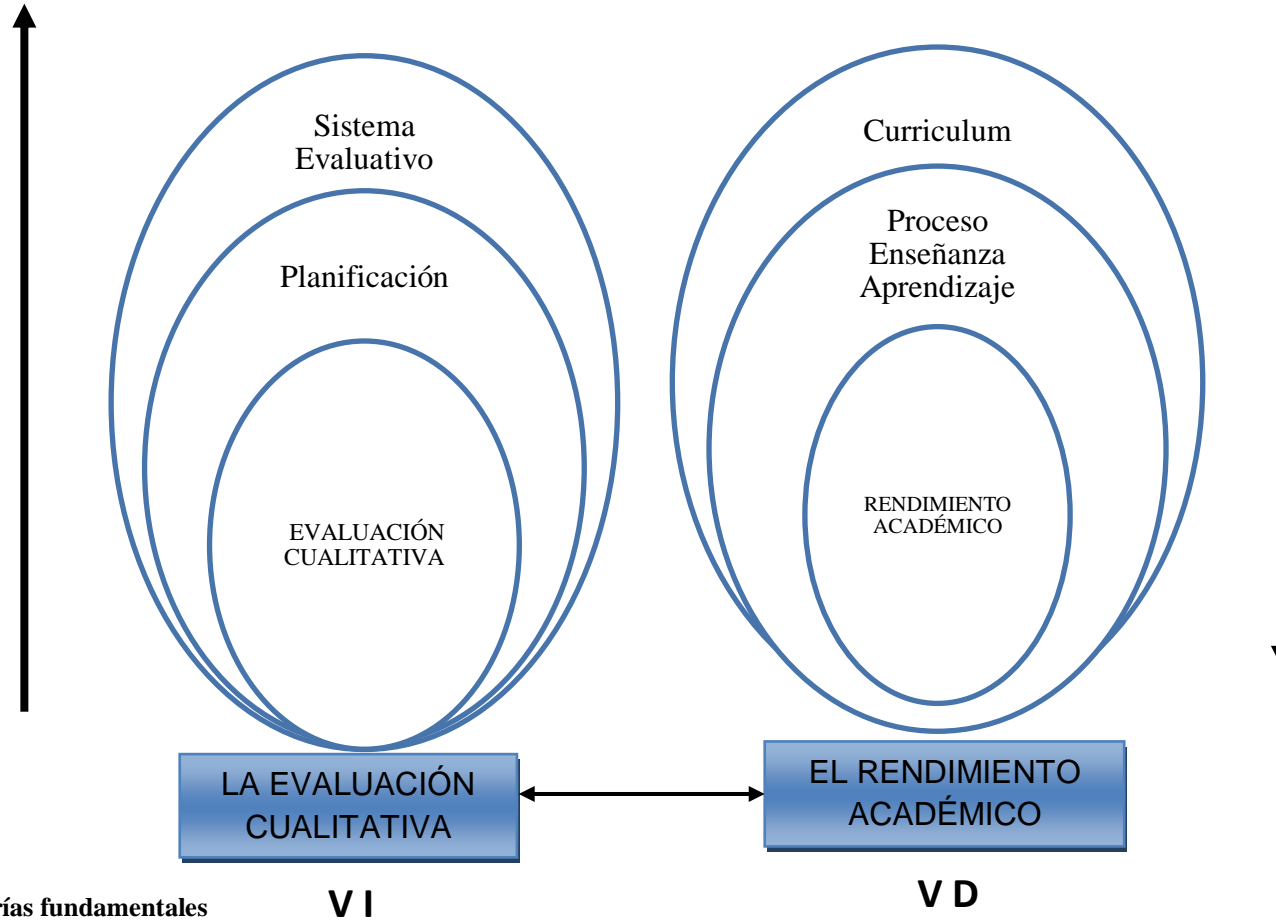 Sistema
Evaluativo
Planificación
EVALUACIÓN
CUALITATIVA
Curriculum
Proceso
Enseñanza
Aprendizaje
RENDIMIENTO
ACADÉMICO
LA EVALUACIÓN
CUALITATIVA
EL RENDIMIENTO
ACADÉMICO
V I
V D
rías fundamentales